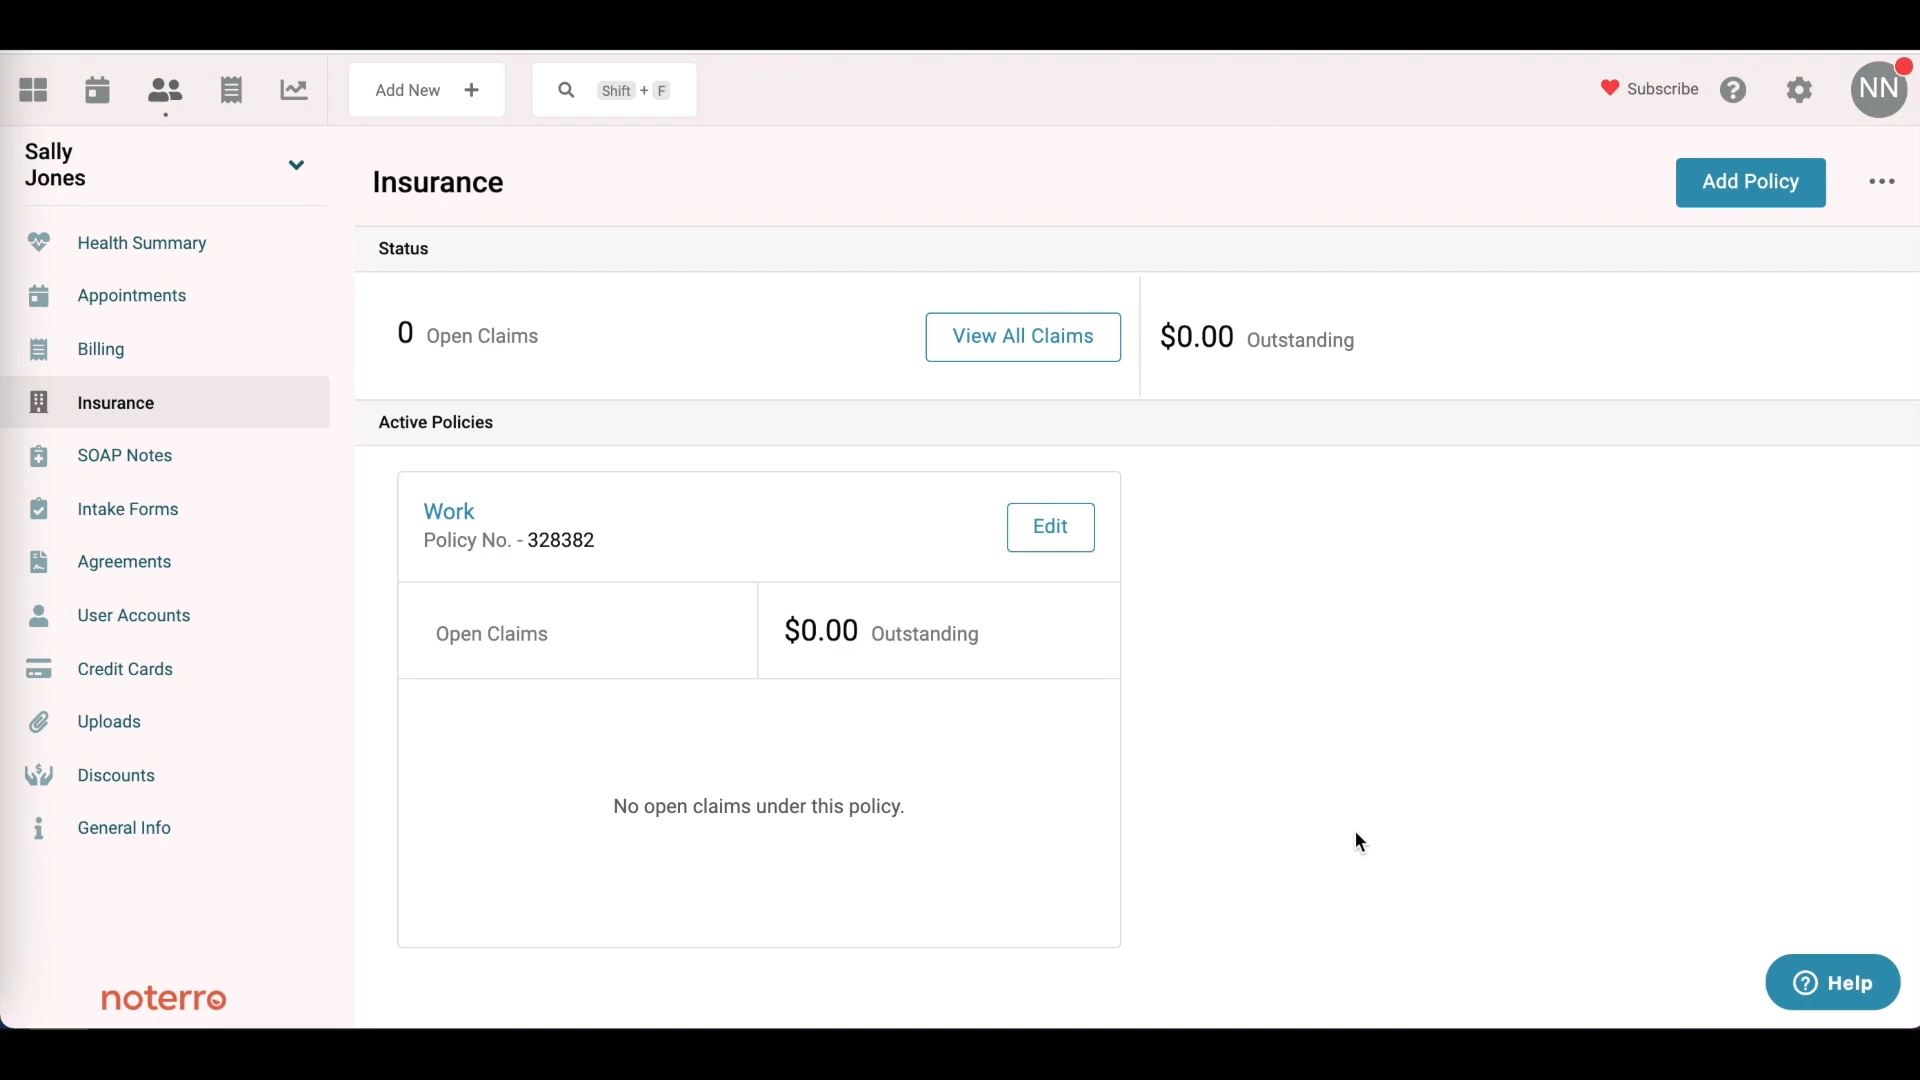 Add New +
Shift + F
Subscribe
NN
Sally
Jones
Health Summary
Appointments
Billing
Insurance
SOAP Notes
Intake Forms
Agreements
User Accounts
Credit Cards
Uploads
Discounts
General Info
noterro
Insurance
Add Policy
Status
0 Open Claims
View All Claims
$0.00 Outstanding
Active Policies
Work
Policy No. - 328382
Edit
Open Claims
$0.00 Outstanding
No open claims under this policy.
Help